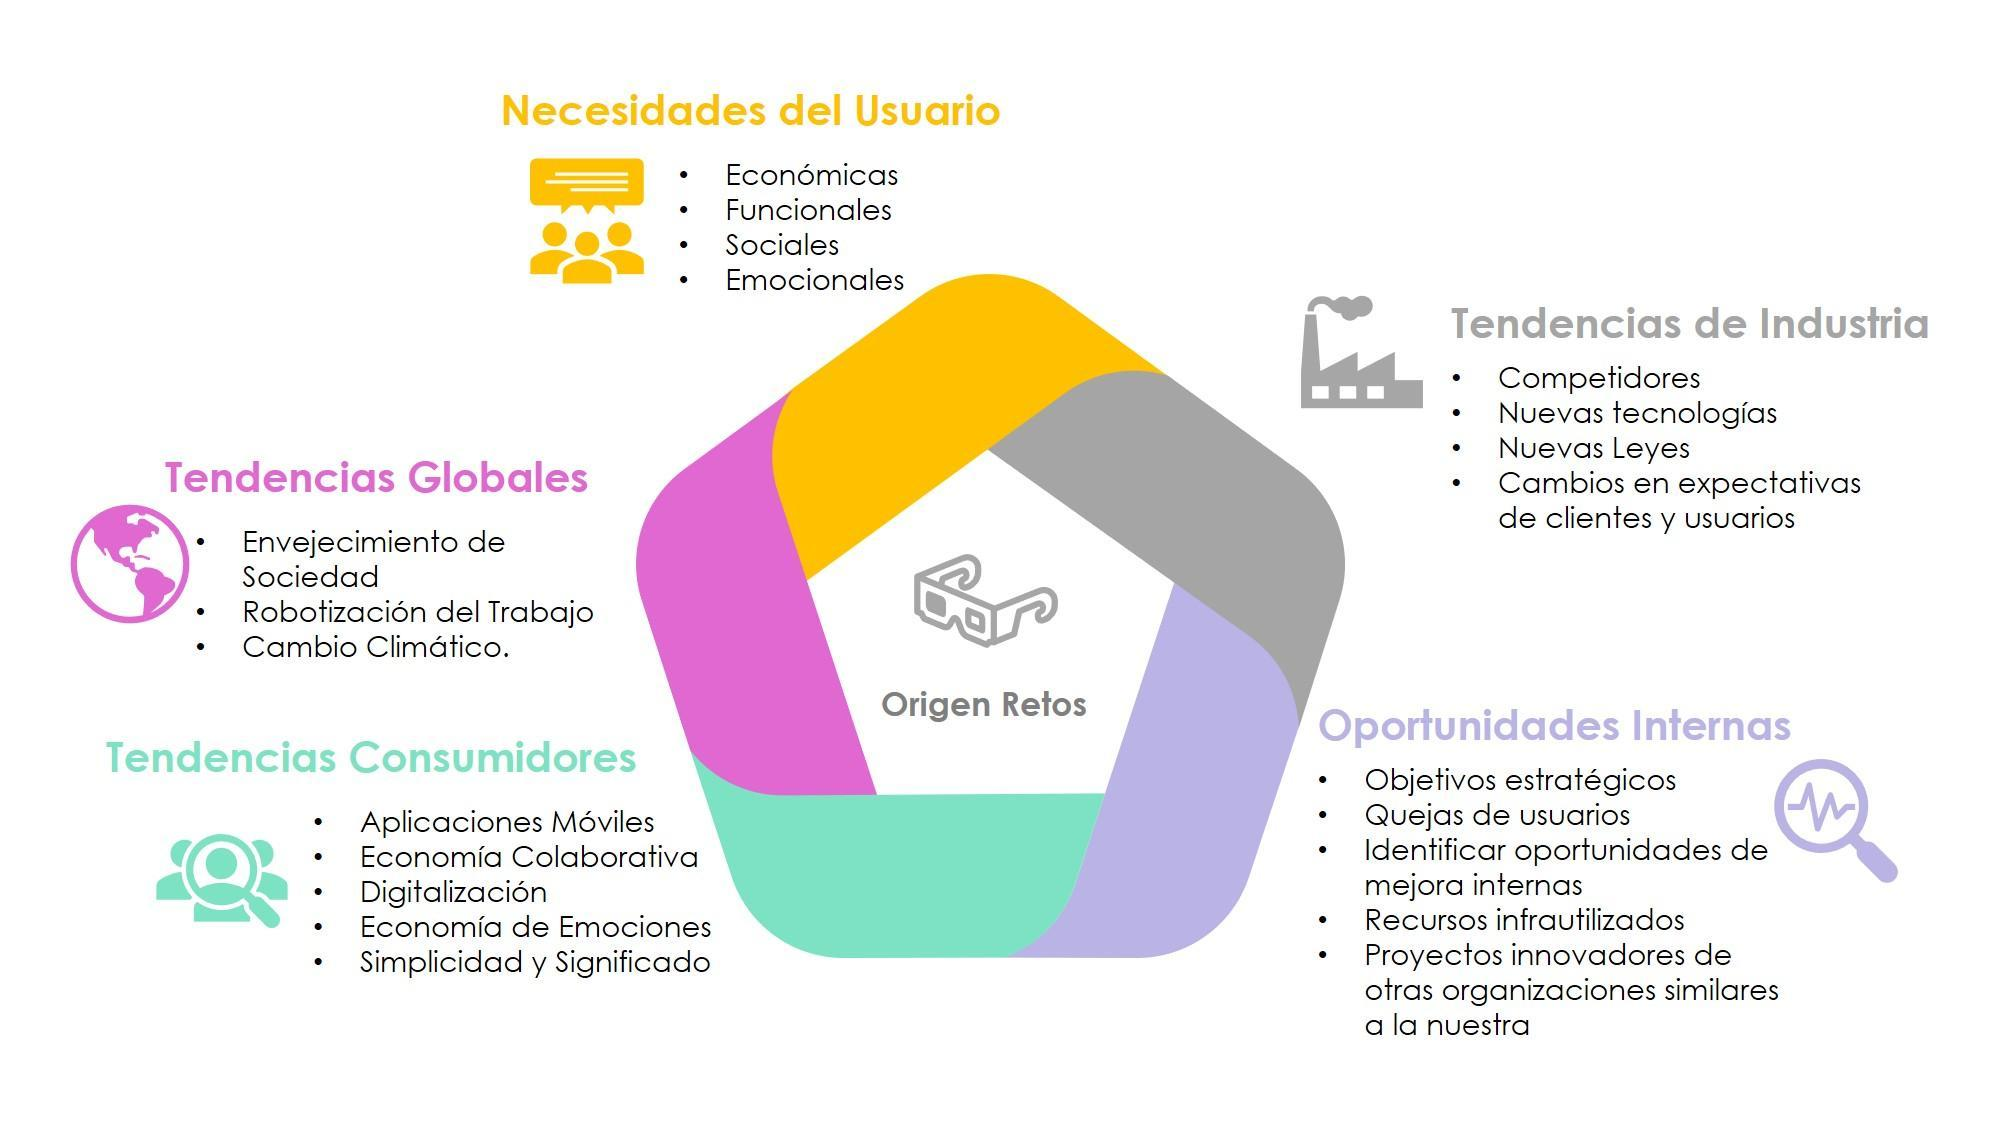 Necesidades del Usuario
• Económicas
• Funcionales
• Sociales
• Emocionales
Tendencias de Industria
• Competidores
• Nuevas tecnologías
• Nuevas Leyes
• Cambios en expectativas
de clientes y usuarios
Tendencias Globales
• Envejecimiento de
Sociedad
• Robotización del Trabajo
• Cambio Climático.
Origen Retos
Oportunidades Internas
• Objetivos estratégicos
• Quejas de usuarios
• Identificar oportunidades de
mejora internas
• Recursos infrautilizados
• Proyectos innovadores de
otras organizaciones similares
a la nuestra
Tendencias Consumidores
• Aplicaciones Móviles
• Economía Colaborativa
• Digitalización
• Economía de Emociones
• Simplicidad y Significado